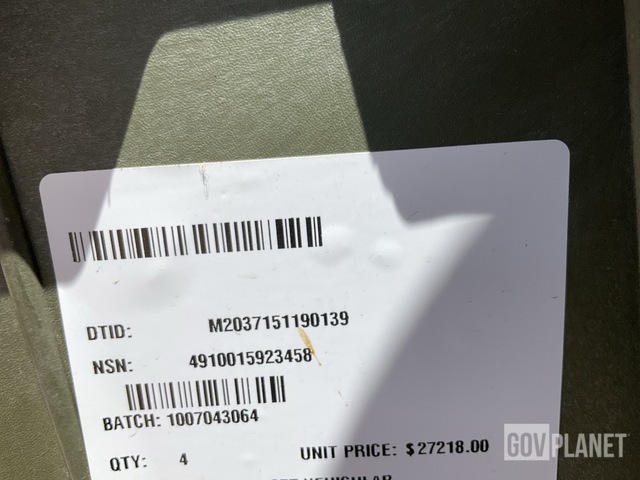 DTID: M2037151190139
NSN: 4910015923458
BATCH: 1007043064
QTY: 4 UNIT PRICE: $27218.00
GOVPLANET